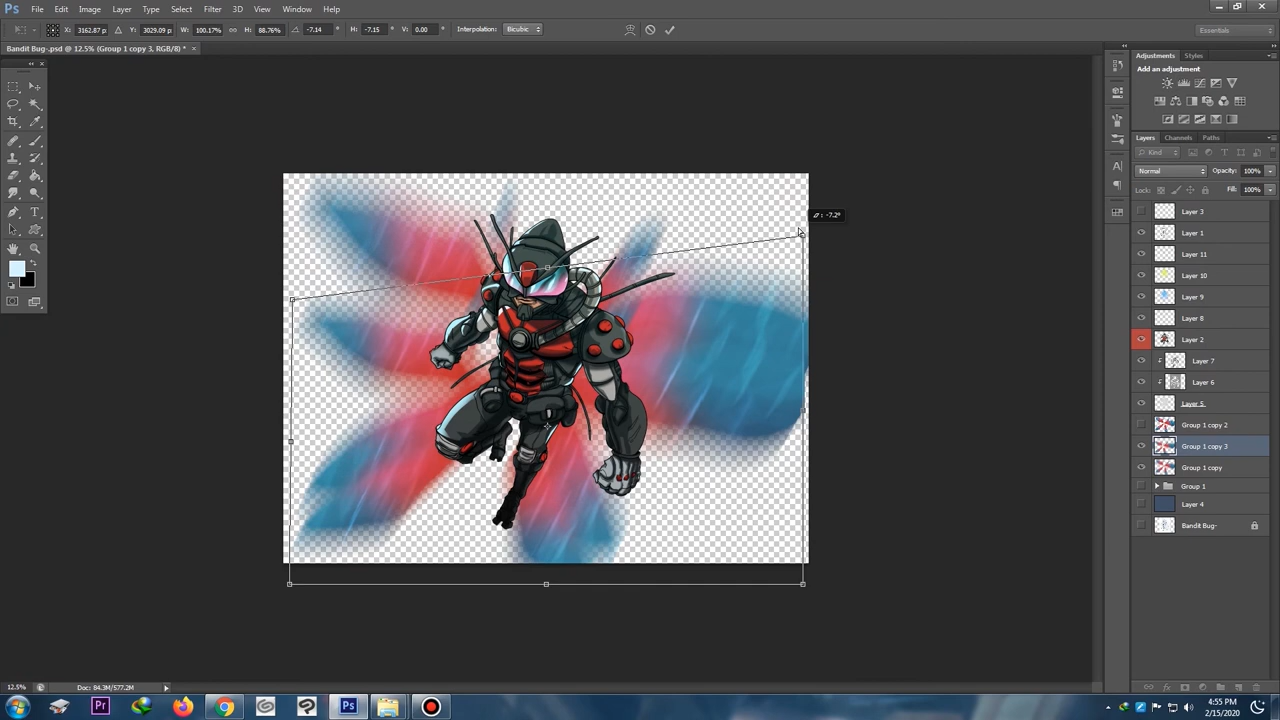 Ps File Edit Image Layer Type Select Filter 3D View Window Help
X: 3162.87 p Y: 3029.09 p W: 100.17% H: 88.76% -7.14 ° H: -7.15 ° V: 0.00 ° Interpolation: Bicubic Essentials
Bandit Bug-.psd @ 12.5% (Group 1 copy 3, RGB/8) * ×
Adjustments Styles
Add an adjustment
Layers Channels Paths
Kind
Normal Opacity: 100%
Lock: Fill: 100%
Layer 3
Layer 1
Layer 11
Layer 10
Layer 9
Layer 8
Layer 2
Layer 7
Layer 6
Layer 5
Group 1 copy 2
Group 1 copy 3
Group 1 copy
Group 1
Layer 4
Bandit Bug-
: -7.2°
12.5% Doc: 84.3M/577.2M
Pr Ps
4:55 PM
2/15/2020